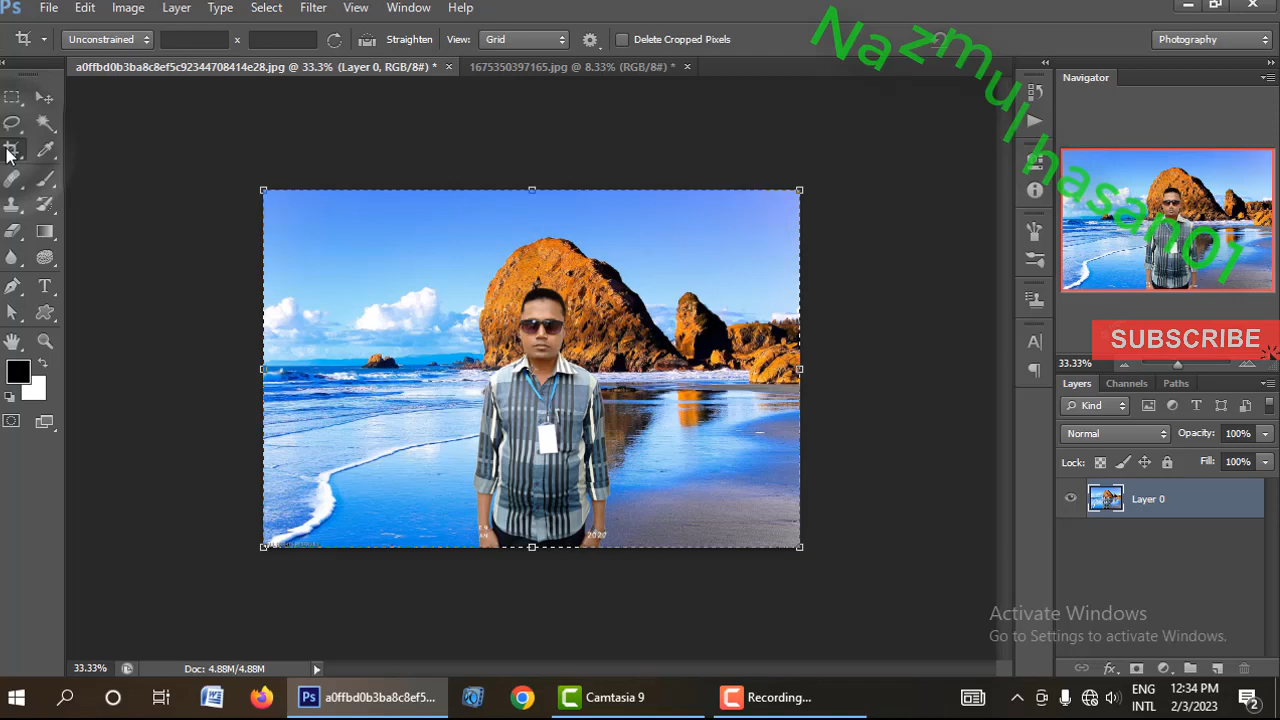 Ps File Edit Image Layer Type Select Filter View Window Help
Unconstrained x Straighten View: Grid Delete Cropped Pixels Photography
a0ffbd0b3ba8c8ef5c92344708414e28.jpg @ 33.3% (Layer 0, RGB/8#) * × 1675350397165.jpg @ 8.33% (RGB/8#) * ×
Nazmul hasan01
Navigator
SUBSCRIBE
33.33%
Layers Channels Paths
Kind
Normal Opacity: 100%
Lock: Fill: 100%
Layer 0
2020
Activate Windows
Go to Settings to activate Windows.
33.33% Doc: 4.88M/4.88M
a0ffbd0b3ba8c8ef5c... Camtasia 9 Recording...
ENG 12:34 PM
INTL 2/3/2023 2